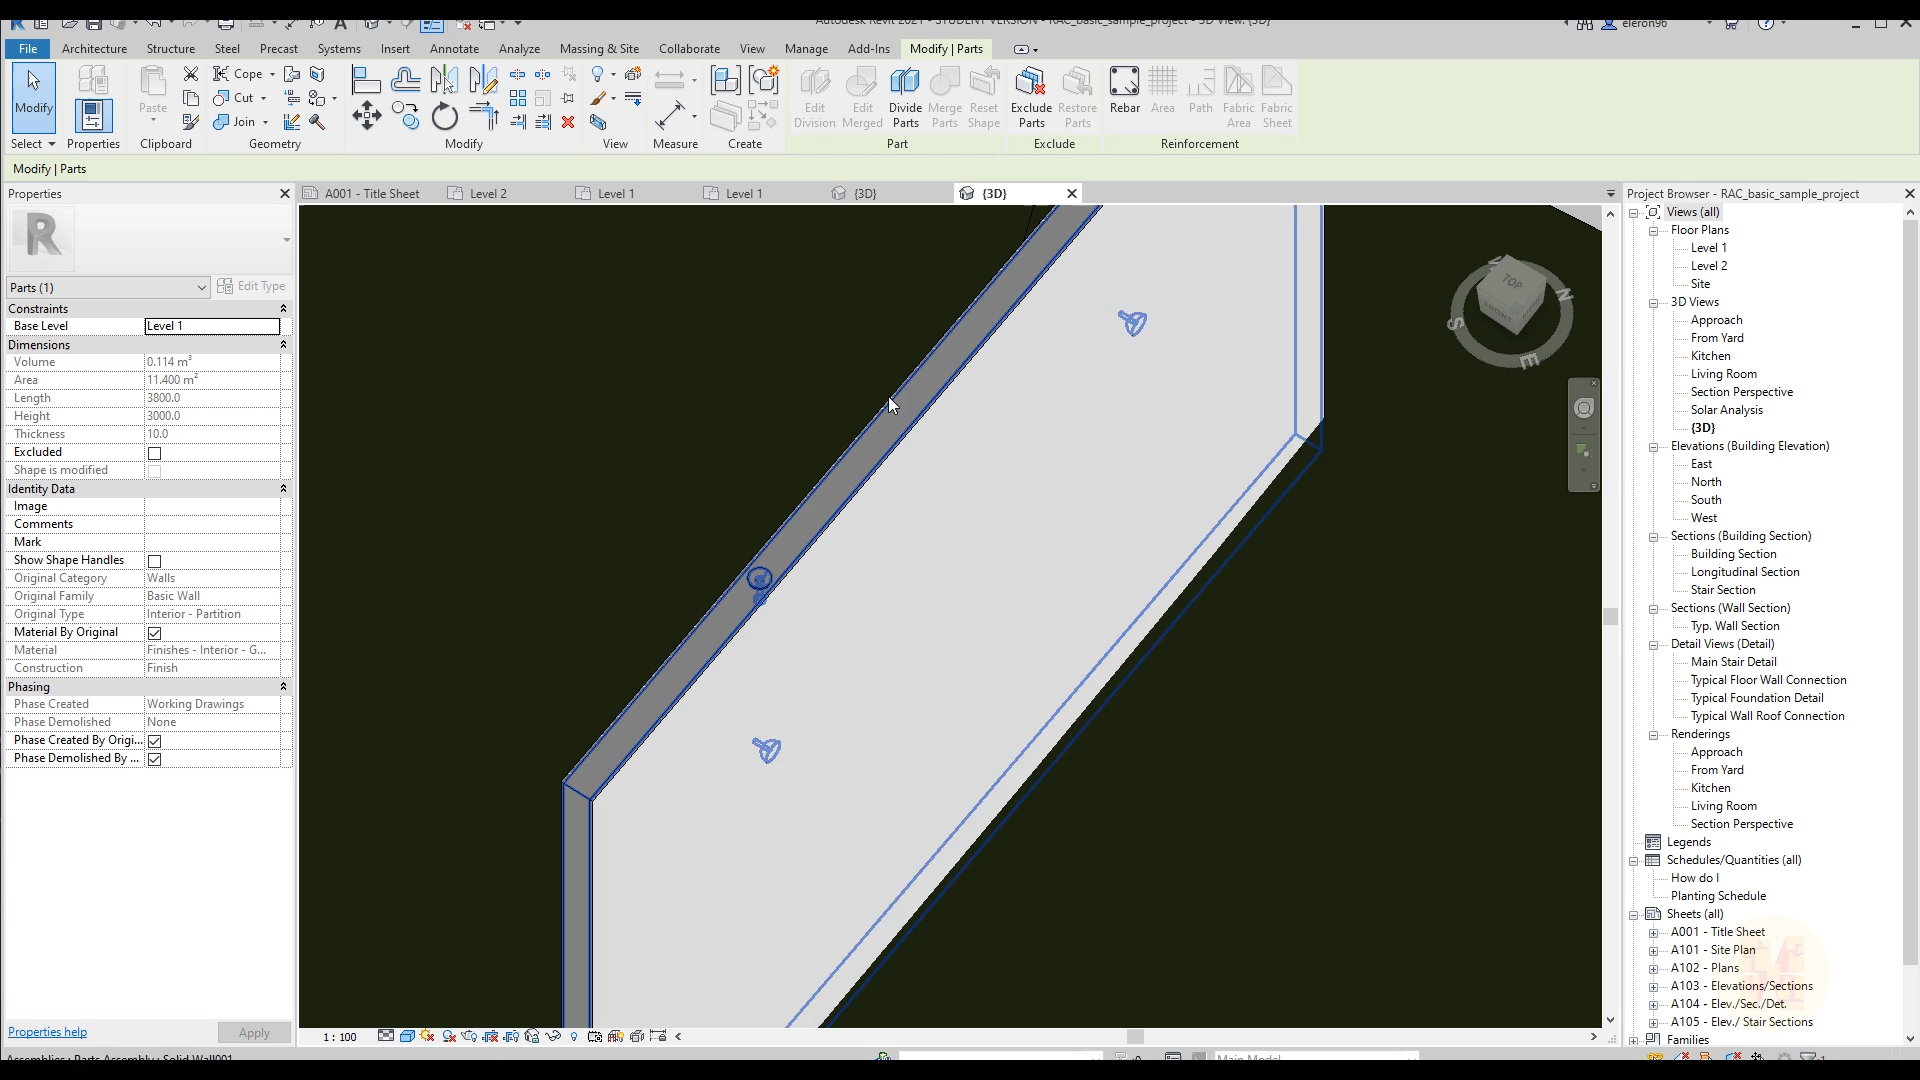 Autodesk Revit 2021 - STUDENT VERSION - RAC_basic_sample_project - 3D View: {3D}
eleron96
File Architecture Structure Steel Precast Systems Insert Annotate Analyze Massing & Site Collaborate View Manage Add-Ins Modify | Parts
Modify
Paste
Cope
Cut
Join
Edit Division
Edit Merged
Divide Parts
Merge Parts
Reset Shape
Exclude Parts
Restore Parts
Rebar
Area
Path
Fabric Area
Fabric Sheet
Select Properties Clipboard Geometry Modify View Measure Create Part Exclude Reinforcement
Modify | Parts
Properties
A001 - Title Sheet Level 2 Level 1 Level 1 {3D} {3D}
Project Browser - RAC_basic_sample_project
Parts (1) Edit Type
Constraints
Base Level Level 1
Dimensions
Volume 0.114 m³
Area 11.400 m²
Length 3800.0
Height 3000.0
Thickness 10.0
Excluded
Shape is modified
Identity Data
Image
Comments
Mark
Show Shape Handles
Original Category Walls
Original Family Basic Wall
Original Type Interior - Partition
Material By Original
Material Finishes - Interior - G...
Construction Finish
Phasing
Phase Created Working Drawings
Phase Demolished None
Phase Created By Origi...
Phase Demolished By ...
Properties help Apply
TOP
FRONT
S
E
N
W
Views (all)
Floor Plans
Level 1
Level 2
Site
3D Views
Approach
From Yard
Kitchen
Living Room
Section Perspective
Solar Analysis
{3D}
Elevations (Building Elevation)
East
North
South
West
Sections (Building Section)
Building Section
Longitudinal Section
Stair Section
Sections (Wall Section)
Typ. Wall Section
Detail Views (Detail)
Main Stair Detail
Typical Floor Wall Connection
Typical Foundation Detail
Typical Wall Roof Connection
Renderings
Approach
From Yard
Kitchen
Living Room
Section Perspective
Legends
Schedules/Quantities (all)
How do I
Planting Schedule
Sheets (all)
A001 - Title Sheet
A101 - Site Plan
A102 - Plans
A103 - Elevations/Sections
A104 - Elev./Sec./Det.
A105 - Elev./ Stair Sections
Families
1 : 100
Assemblies : Parts Assembly : Solid Wall001
Main Model